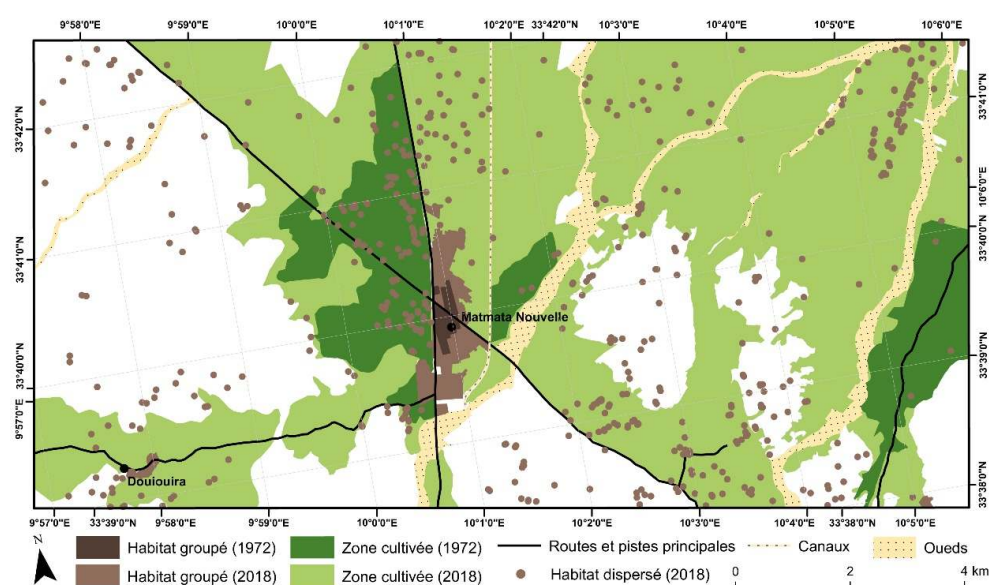 9°58'0"E 9°59'0"E 10°0'0"E 10°1'0"E 10°2'0"E 33°42'0"E 10°3'0"E 10°4'0"E 10°5'0"E 10°6'0"E
33°42'0"N
33°41'0"N
33°40'0"N
9°57'0"E
33°41'0"N
10°6'0"E
33°40'0"N
33°39'0"N
33°38'0"N
Matmata Nouvelle
Douiouira
9°57'0"E 33°39'0"N 9°58'0"E 9°59'0"E 10°0'0"E 10°1'0"E 10°2'0"E 10°3'0"E 10°4'0"E 33°38'0"N 10°5'0"E
N
Habitat groupé (1972) Zone cultivée (1972) Routes et pistes principales Canaux Oueds
Habitat groupé (2018) Zone cultivée (2018) Habitat dispersé (2018) 0 2 4 km